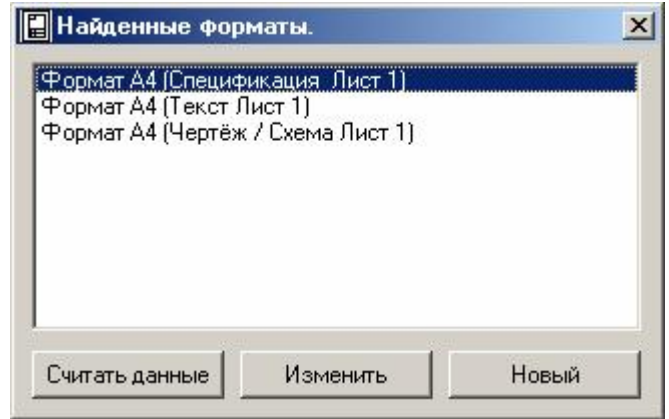 Найденные форматы.
Формат А4 (Спецификация Лист 1)
Формат А4 (Текст Лист 1)
Формат А4 (Чертёж / Схема Лист 1)
Считать данные Изменить Новый